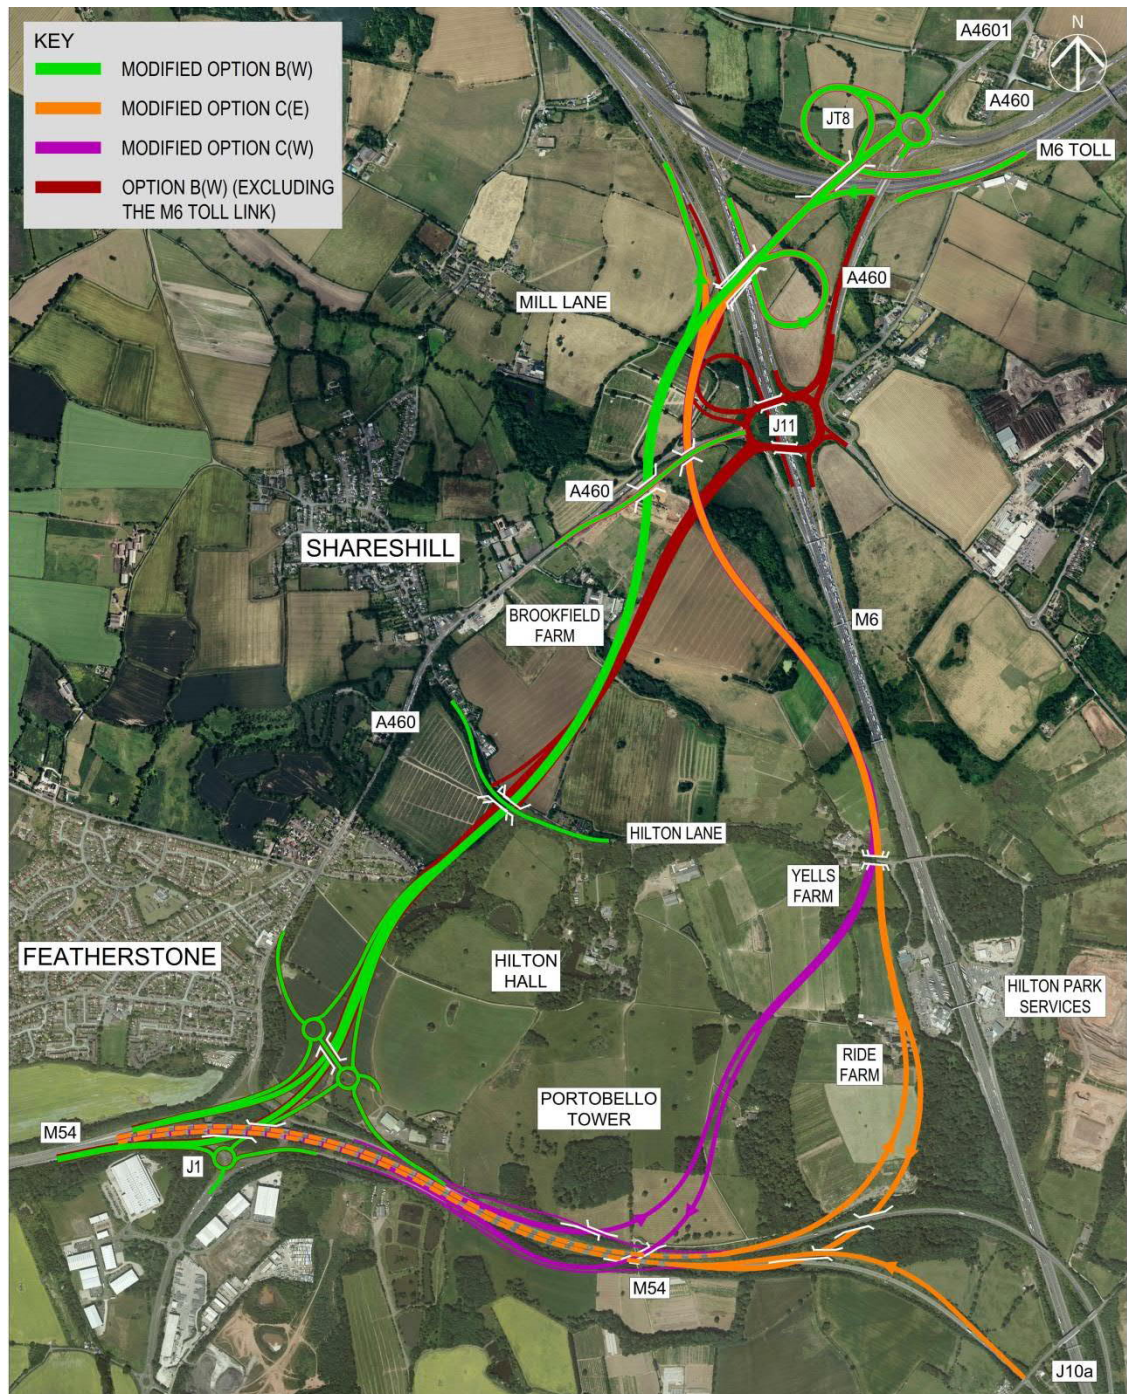 KEY
MODIFIED OPTION B(W)
MODIFIED OPTION C(E)
MODIFIED OPTION C(W)
OPTION B(W) (EXCLUDING
THE M6 TOLL LINK)
A4601
N
A460
JT8
M6 TOLL
A460
MILL LANE
J11
A460
SHARESHILL
BROOKFIELD
FARM
M6
A460
HILTON LANE
YELLS
FARM
FEATHERSTONE
HILTON
HALL
HILTON PARK
SERVICES
RIDE
FARM
PORTOBELLO
TOWER
M54
J1
M54
J10a